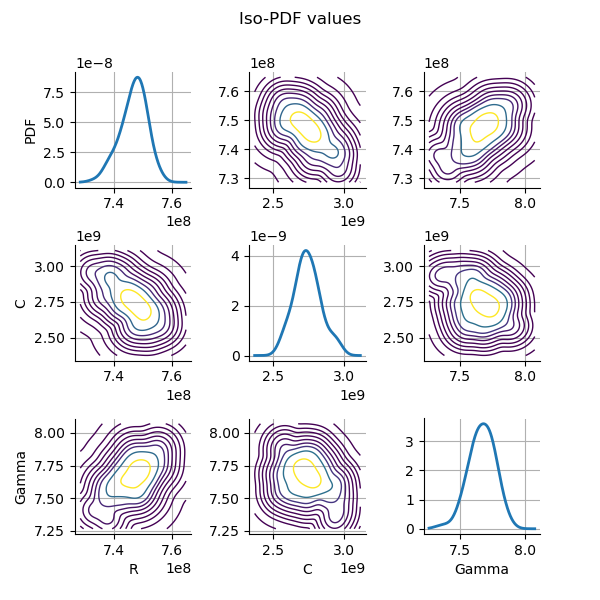 Iso-PDF values
1e−8
1e8
1e8
PDF
7.5
5.0
2.5
0.0
7.6
7.5
7.4
7.3
7.6
7.5
7.4
7.3
7.4 7.6
1e8
2.5 3.0
1e9
7.5 8.0
1e9
1e−9
1e9
C
3.00
2.75
2.50
4
2
0
3.00
2.75
2.50
7.4 7.6
1e8
2.5 3.0
1e9
7.5 8.0
Gamma
8.00
7.75
7.50
7.25
8.00
7.75
7.50
7.25
3
2
1
0
7.4 7.6
1e8
R
2.5 3.0
1e9
C
7.5 8.0
Gamma